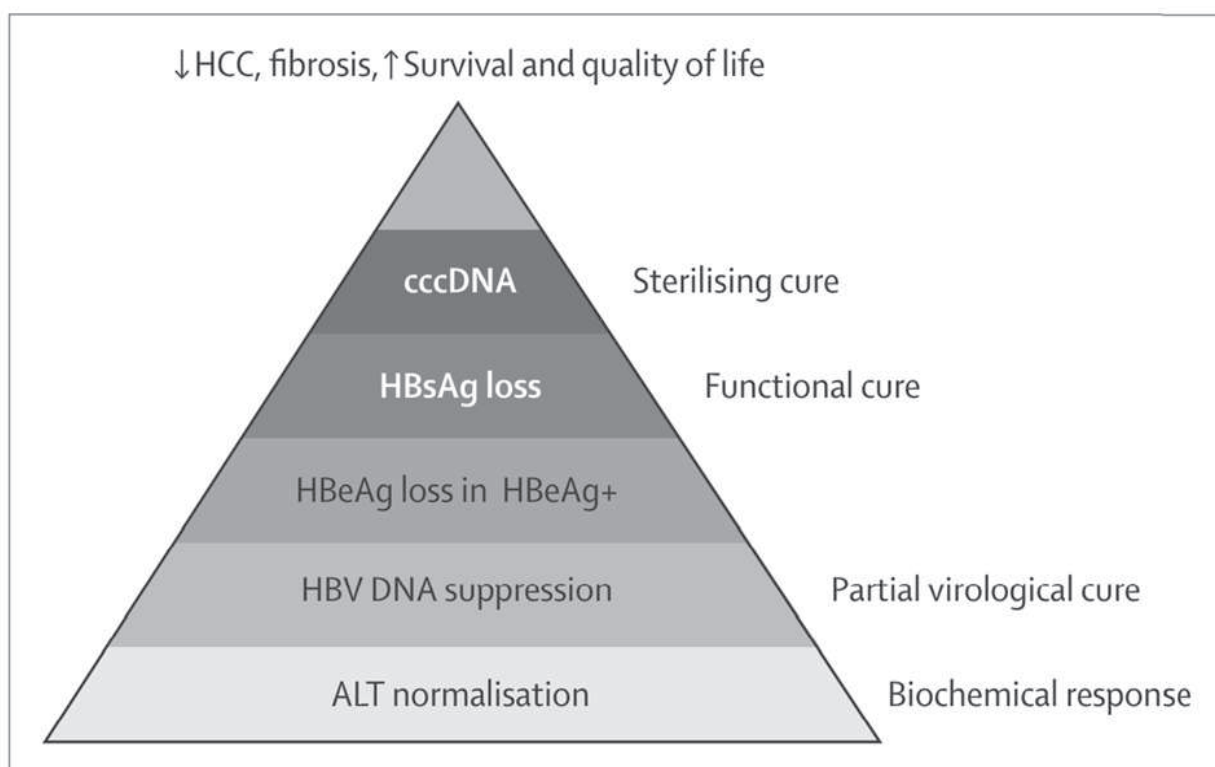 ↓HCC, fibrosis, ↑Survival and quality of life
cccDNA
Sterilising cure
HBsAg loss
Functional cure
HBeAg loss in HBeAg+
HBV DNA suppression
Partial virological cure
ALT normalisation
Biochemical response